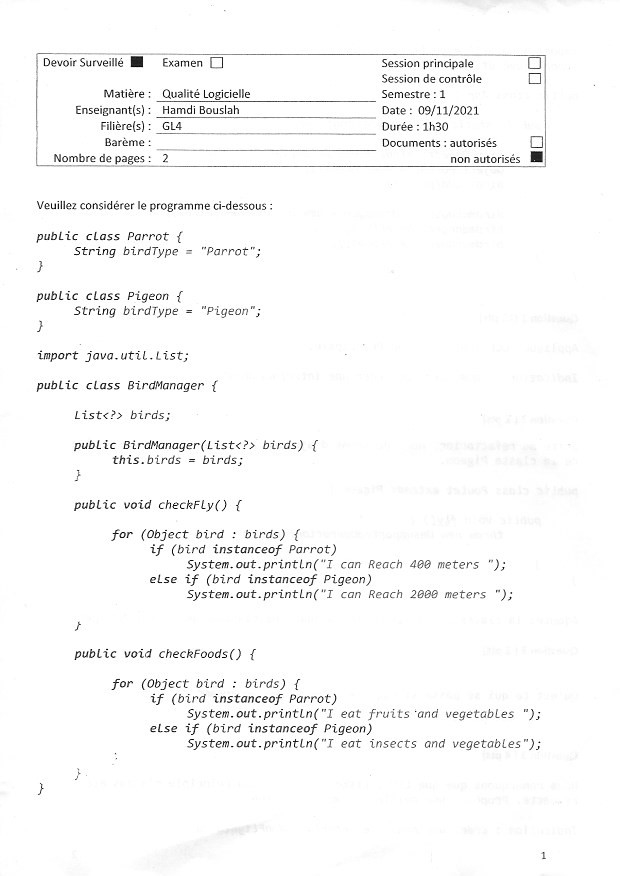 Devoir Surveillé ■ Examen □ Session principale □
Session de contrôle □
Matière : Qualité Logicielle Semestre : 1
Enseignant(s) : Hamdi Bouslah Date : 09/11/2021
Filière(s) : GL4 Durée : 1h30
Barème : Documents : autorisés □
Nombre de pages : 2 non autorisés ■
Veuillez considérer le programme ci-dessous :
public class Parrot {
String birdType = "Parrot";
}
public class Pigeon {
String birdType = "Pigeon";
}
import java.util.List;
public class BirdManager {
List<?> birds;
public BirdManager(List<?> birds) {
this.birds = birds;
}
public void checkFly() {
for (Object bird : birds) {
if (bird instanceof Parrot)
System.out.println("I can Reach 400 meters ");
else if (bird instanceof Pigeon)
System.out.println("I can Reach 2000 meters ");
}
public void checkFoods() {
for (Object bird : birds) {
if (bird instanceof Parrot)
System.out.println("I eat fruits and vegetables ");
else if (bird instanceof Pigeon)
System.out.println("I eat insects and vegetables");
}
}
1